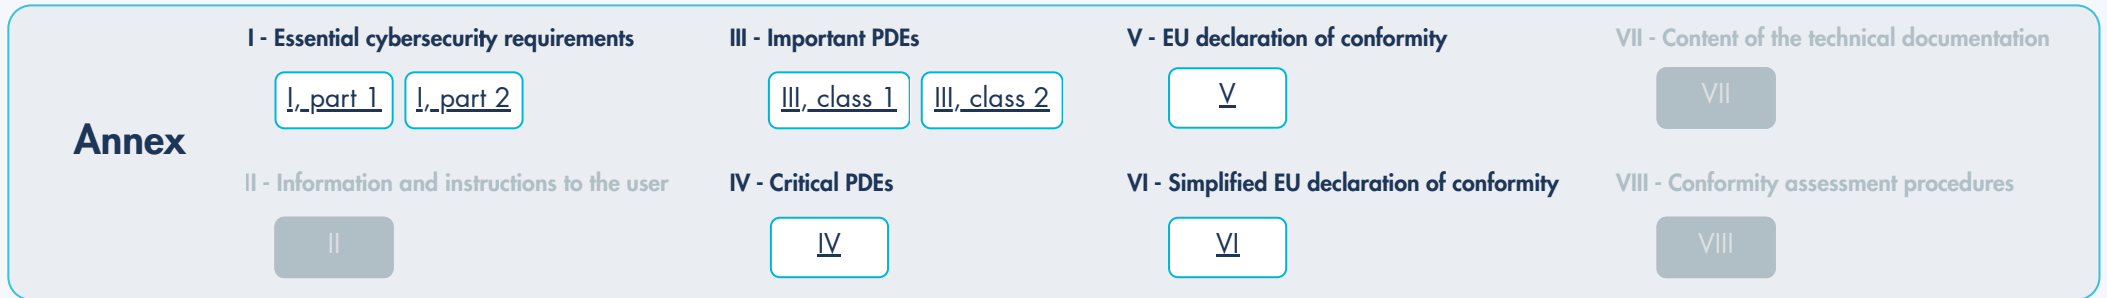 Annex
I - Essential cybersecurity requirements
I, part 1
I, part 2
II - Information and instructions to the user
II
III - Important PDEs
III, class 1
III, class 2
IV - Critical PDEs
IV
V - EU declaration of conformity
V
VI - Simplified EU declaration of conformity
VI
VII - Content of the technical documentation
VII
VIII - Conformity assessment procedures
VIII